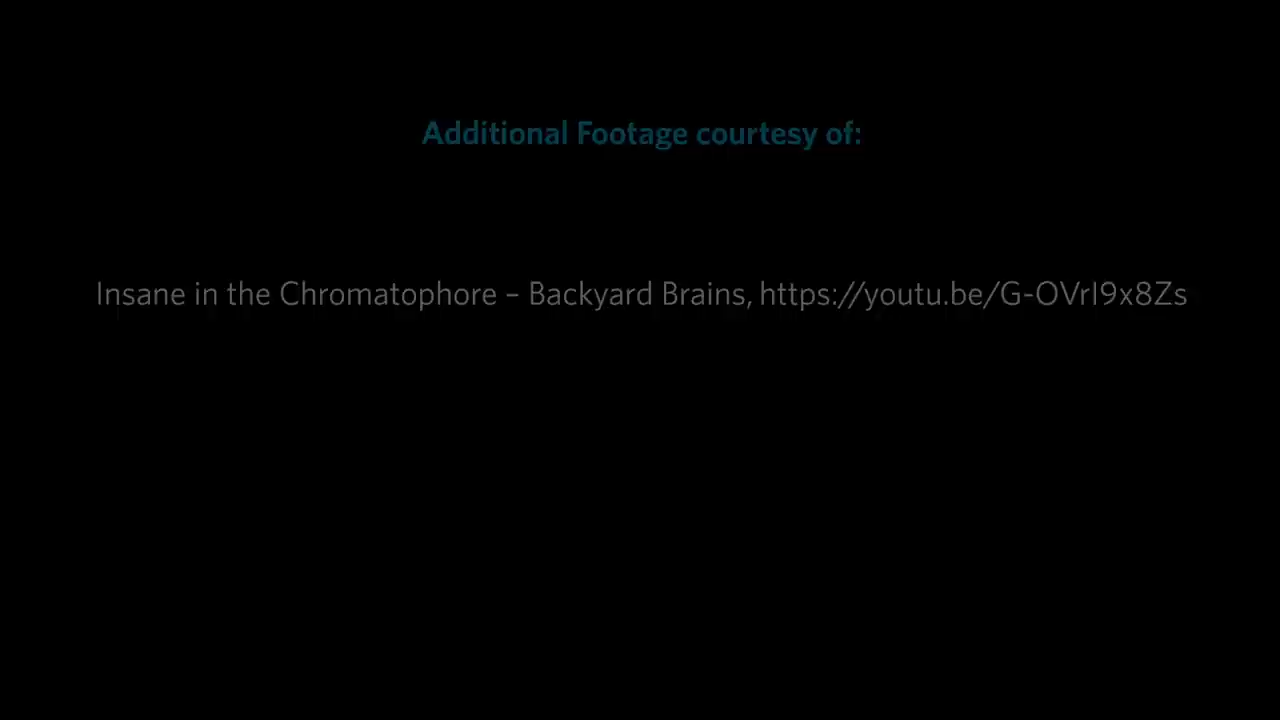 Additional Footage courtesy of:
Insane in the Chromatophore – Backyard Brains, https://youtu.be/G-OVrI9x8Zs